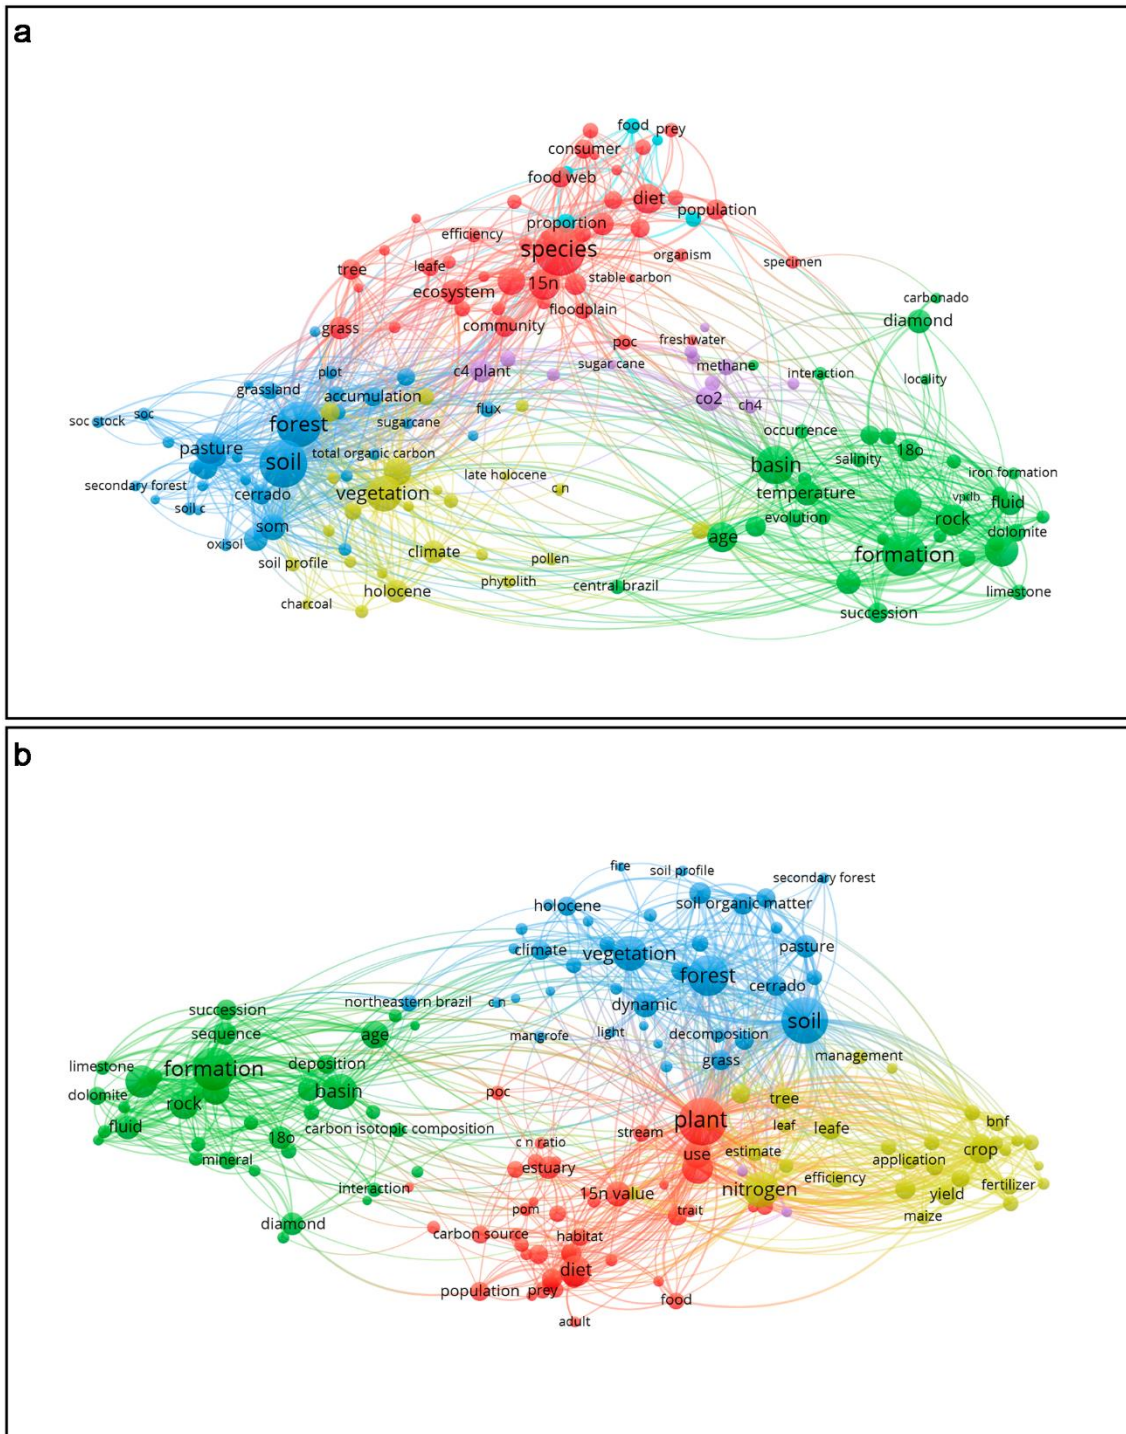 a
food
prey
consumer
food web
diet
population
proportion
efficiency
species
organism
specimen
tree
leafe
15n
stable carbon
ecosystem
carbonado
floodplain
diamond
grass
community
poc
freshwater
plot
c4 plant
sugar cane
methane
interaction
locality
grassland
accumulation
co2
ch4
soc stock
soc
forest
flux
sugarcane
occurrence
pasture
total organic carbon
18o
salinity
soil
basin
iron formation
secondary forest
cerrado
vegetation
late holocene
c n
temperature
vpdb
fluid
soil c
som
evolution
rock
oxisol
age
dolomite
climate
formation
soil profile
pollen
phytolith
central brazil
holocene
limestone
charcoal
succession
b
fire
soil profile
secondary forest
holocene
soil organic matter
climate
vegetation
pasture
forest
cerrado
northeastern brazil
c n
dynamic
succession
soil
sequence
age
mangrofe
light
decomposition
management
limestone
formation
deposition
grass
dolomite
rock
basin
poc
tree
plant
bnf
fluid
18o
carbon isotopic composition
stream
leaf
leafe
c n ratio
use
estimate
crop
mineral
estuary
application
interaction
15n value
nitrogen
efficiency
fertilizer
yield
pom
trait
maize
diamond
carbon source
habitat
diet
population
prey
food
adult